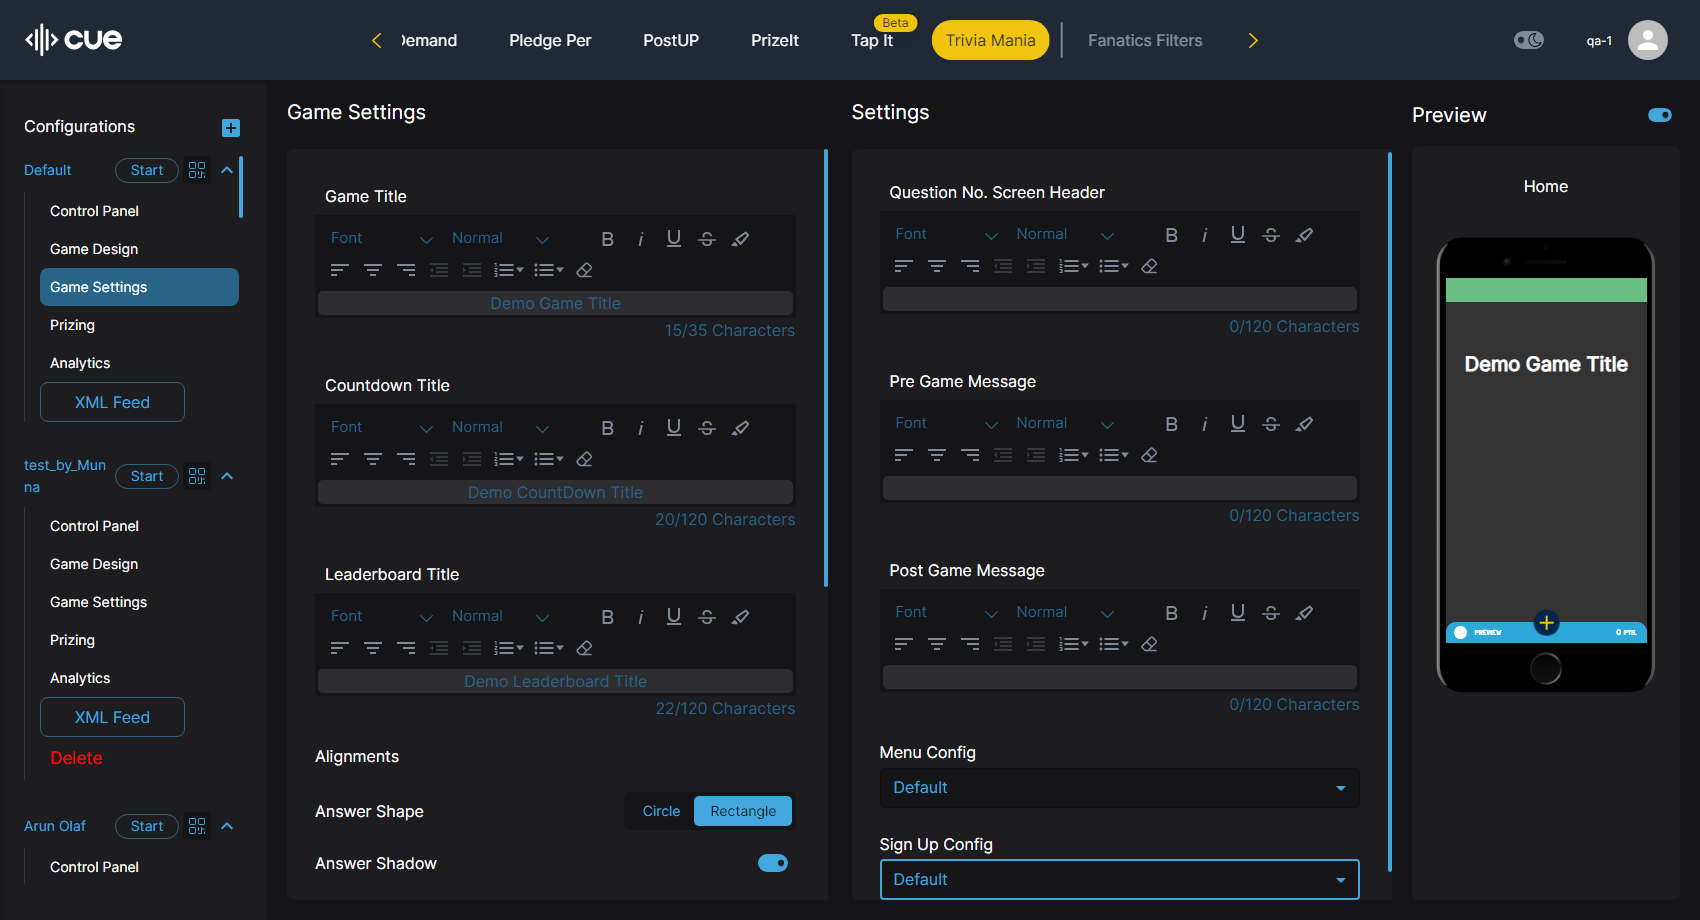 cue
Demand
Pledge Per
PostUP
PrizeIt
Tap It
Beta
Trivia Mania
Fanatics Filters
qa-1
Configurations
Default
Start
Control Panel
Game Design
Game Settings
Prizing
Analytics
XML Feed
test_by_Mun
na
Start
Control Panel
Game Design
Game Settings
Prizing
Analytics
XML Feed
Delete
Arun Olaf
Start
Control Panel
Game Settings
Game Title
Font
Normal
Demo Game Title
15/35 Characters
Countdown Title
Font
Normal
Demo CountDown Title
20/120 Characters
Leaderboard Title
Font
Normal
Demo Leaderboard Title
22/120 Characters
Alignments
Answer Shape
Circle
Rectangle
Answer Shadow
Settings
Question No. Screen Header
Font
Normal
0/120 Characters
Pre Game Message
Font
Normal
0/120 Characters
Post Game Message
Font
Normal
0/120 Characters
Menu Config
Default
Sign Up Config
Default
Preview
Home
Demo Game Title
PREVIEW
0 PTS.